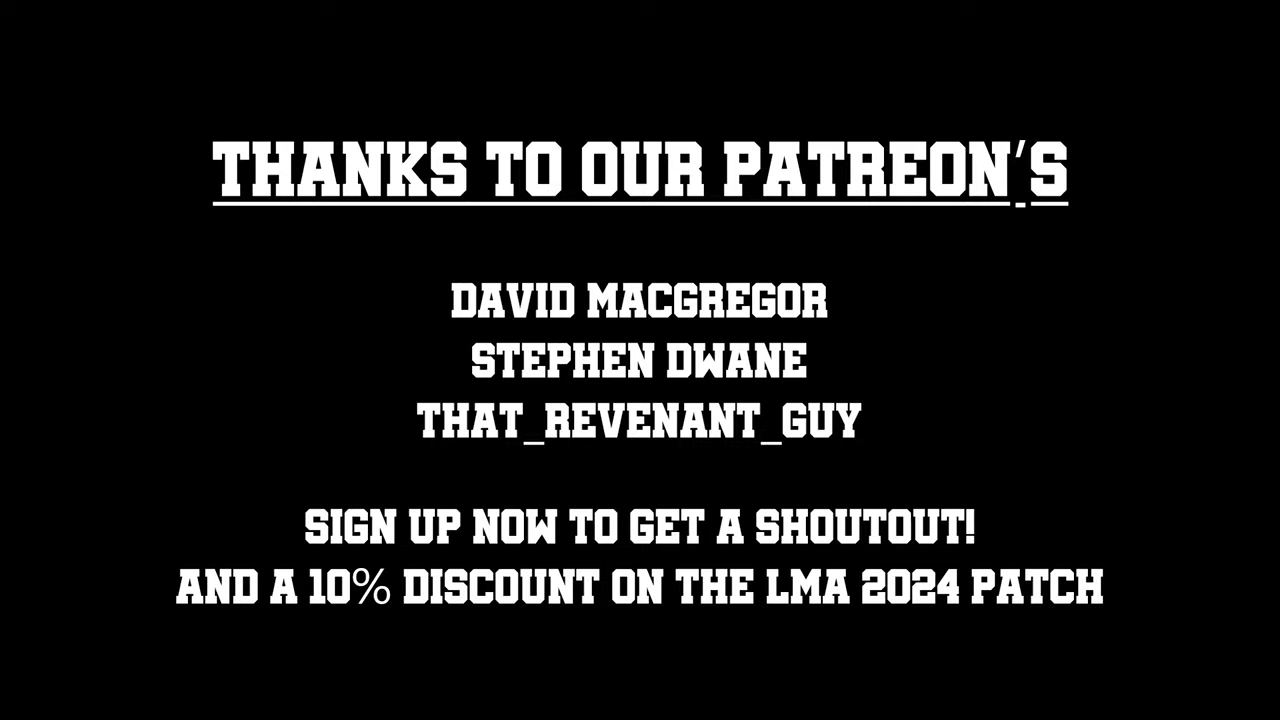 THANKS TO OUR PATREON'S
DAVID MACGREGOR
STEPHEN DWANE
THAT_REVENANT_GUY
SIGN UP NOW TO GET A SHOUTOUT!
AND A 10% DISCOUNT ON THE LMA 2024 PATCH